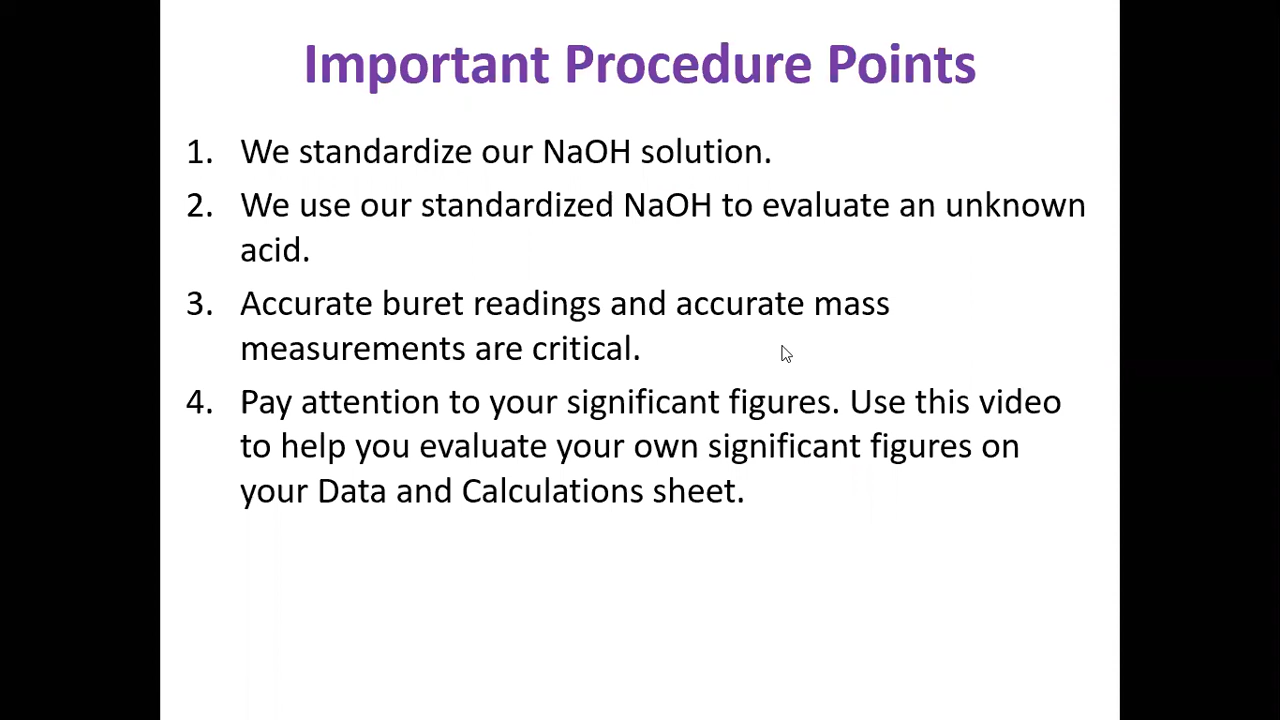 Important Procedure Points
1. We standardize our NaOH solution.
2. We use our standardized NaOH to evaluate an unknown
acid.
3. Accurate buret readings and accurate mass
measurements are critical.
4. Pay attention to your significant figures. Use this video
to help you evaluate your own significant figures on
your Data and Calculations sheet.